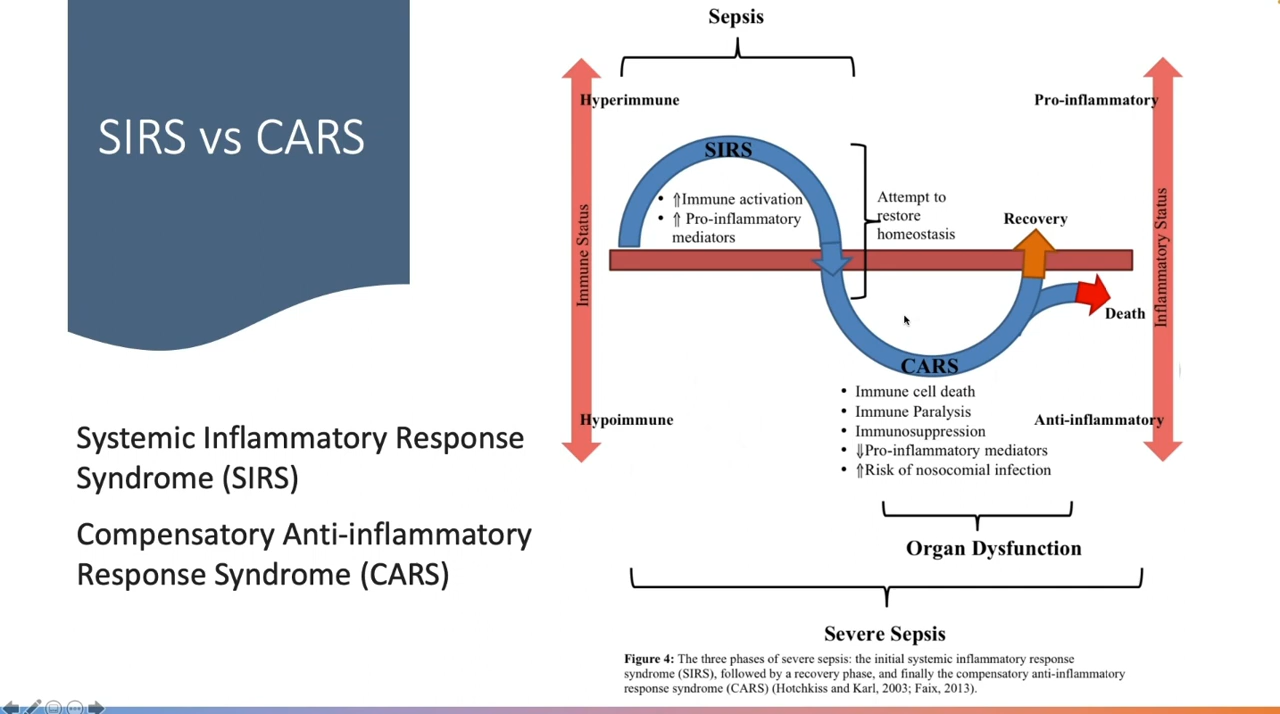 SIRS vs CARS
Systemic Inflammatory Response
Syndrome (SIRS)
Compensatory Anti-inflammatory
Response Syndrome (CARS)
Sepsis
Hyperimmune
Pro-inflammatory
SIRS
• ⇑Immune activation
• ⇑ Pro-inflammatory
mediators
Attempt to
restore
homeostasis
Recovery
Immune Status
Inflammatory Status
Death
CARS
Hypoimmune
Anti-inflammatory
• Immune cell death
• Immune Paralysis
• Immunosuppression
• ⇓Pro-inflammatory mediators
• ⇑Risk of nosocomial infection
Organ Dysfunction
Severe Sepsis
Figure 4: The three phases of severe sepsis: the initial systemic inflammatory response
syndrome (SIRS), followed by a recovery phase, and finally the compensatory anti-inflammatory
response syndrome (CARS) (Hotchkiss and Karl, 2003; Faix, 2013).